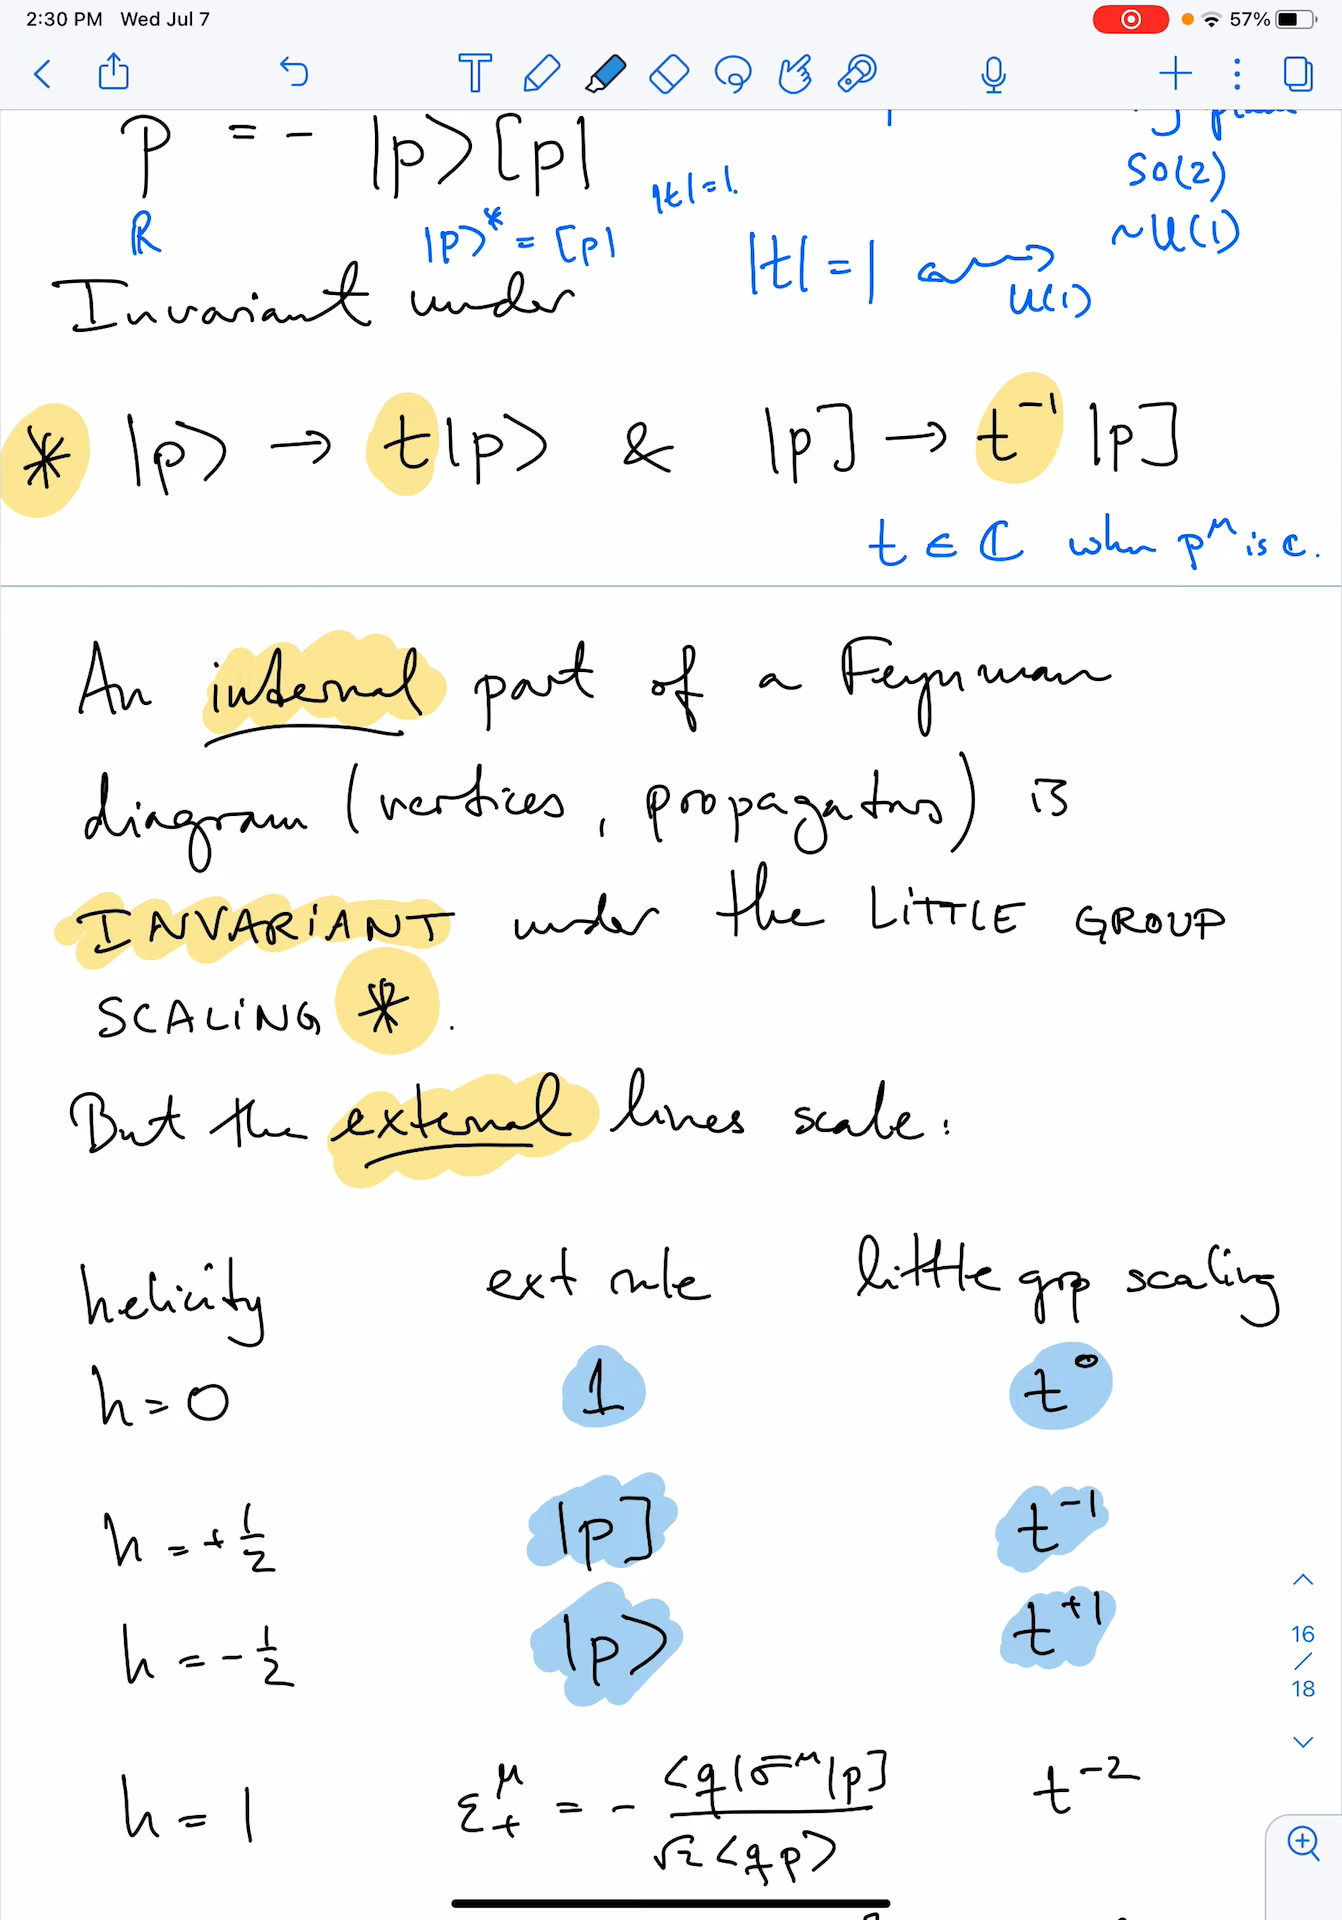 2:30 PM Wed Jul 7
57%
p = - |p>[p|
SO(2)
~U(1)
|t|=1.
R
|p>* = [p|
|t| = 1
U(1)
Invariant under
* |p> → t|p> & |p] → t⁻¹ |p]
t ∈ ℂ when p^μ is c.
An internal part of a Feynman
diagram (vertices, propagators) is
INVARIANT under the LITTLE GROUP
SCALING *.
But the external lines scale:
helicity ext rule little grp scaling
h=0 1 t⁰
h=+½ |p] t⁻¹
h=-½ |p> t⁺¹
h=1 ε₊^μ = - <q|σ̄^μ|p] / √2<qp> t⁻²
16
/
18